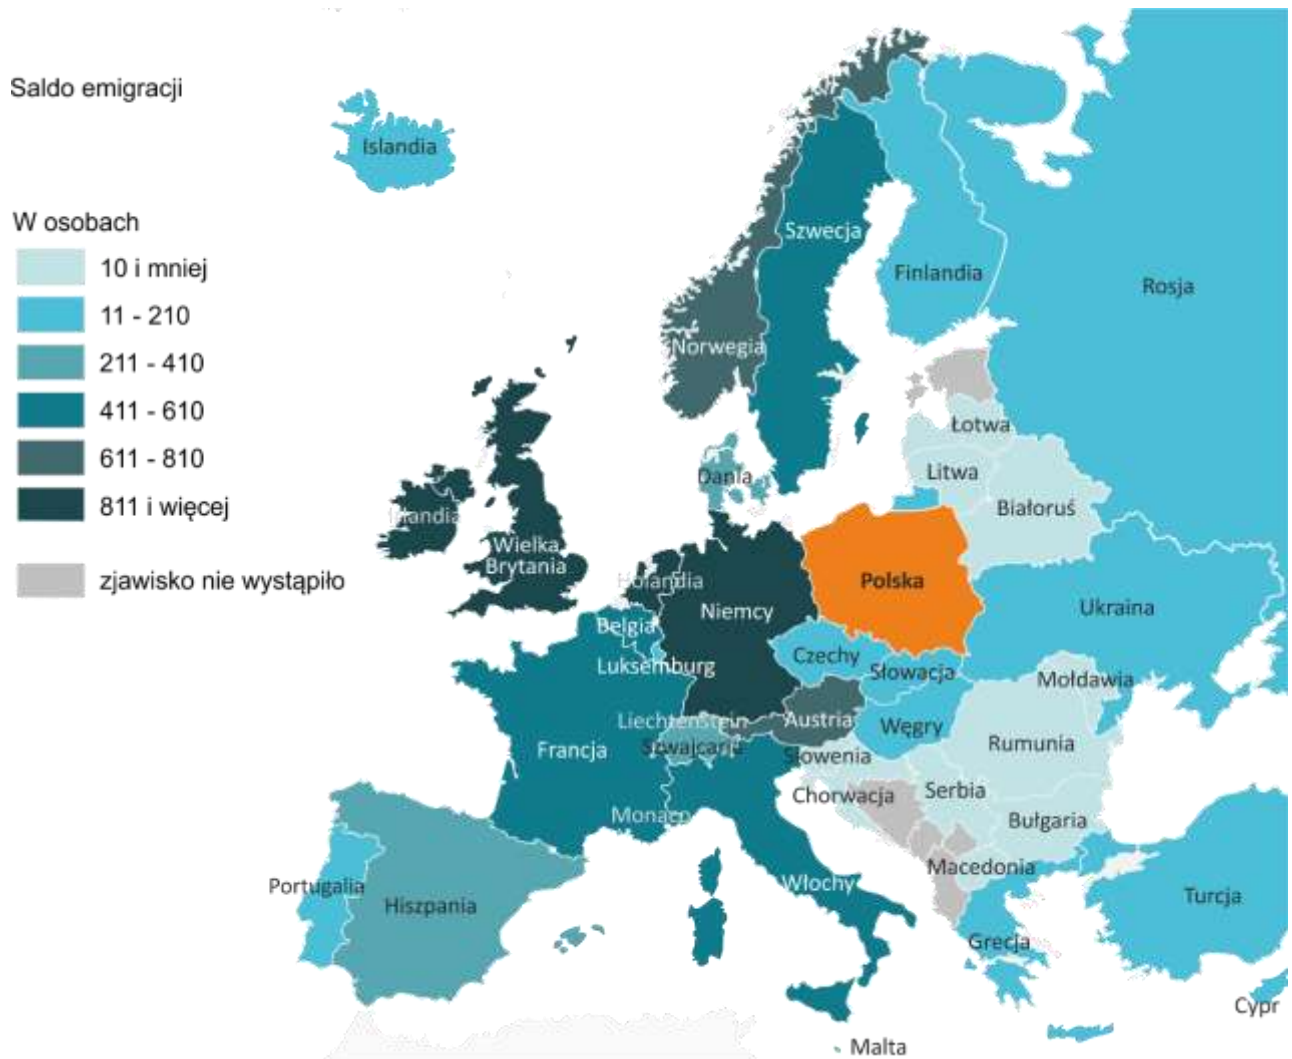 Saldo emigracji
W osobach
10 i mniej
11 - 210
211 - 410
411 - 610
611 - 810
811 i więcej
zjawisko nie wystąpiło
Islandia
Szwecja
Finlandia
Rosja
Norwegia
Łotwa
Dania
Litwa
Białoruś
Irlandia
Wielka
Brytania
Holandia
Niemcy
Polska
Ukraina
Belgia
Luksemburg
Czechy
Słowacja
Mołdawia
Liechtenstein
Austria
Węgry
Francja
Szwajcaria
Słowenia
Rumunia
Chorwacja
Serbia
Monaco
Bułgaria
Macedonia
Portugalia
Hiszpania
Włochy
Turcja
Grecja
Cypr
Malta